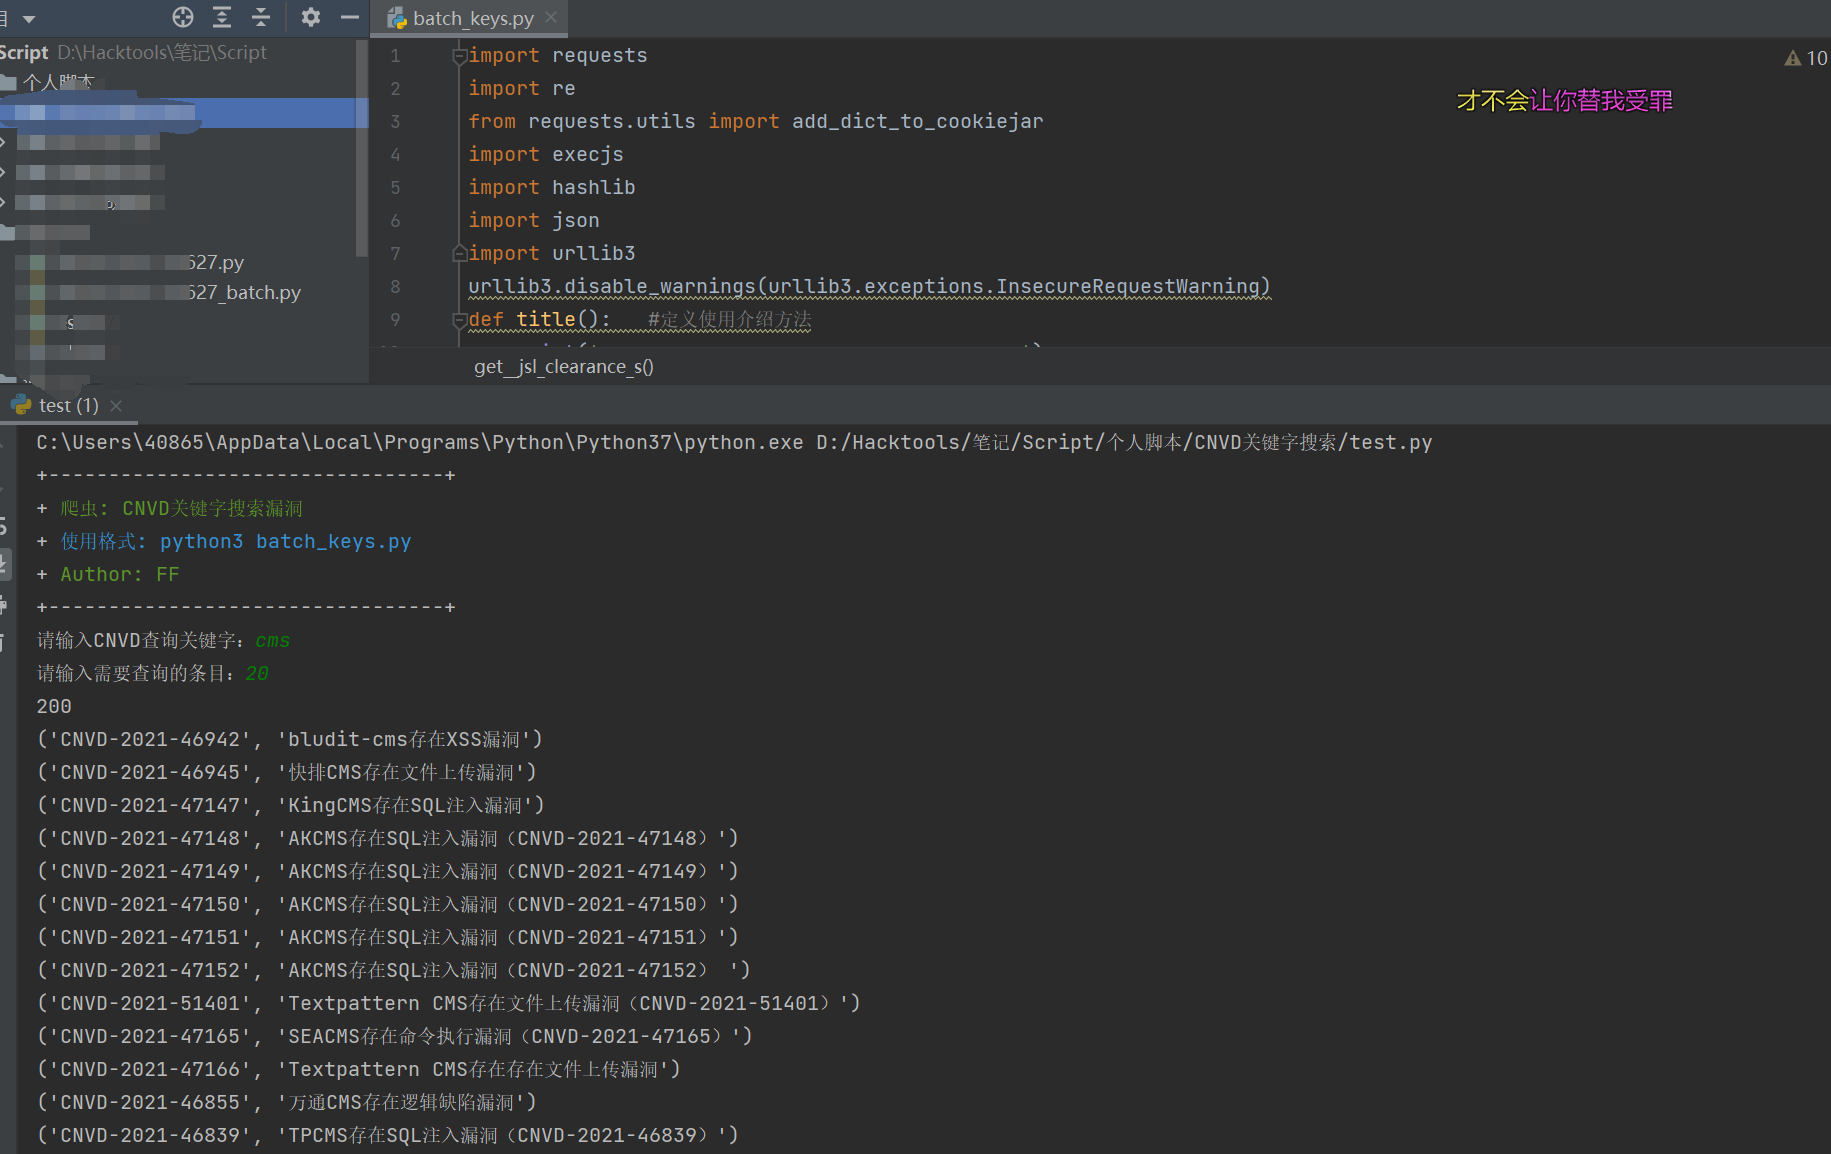 batch_keys.py
Script D:\Hacktools\笔记\Script
个人脚本
627.py
627_batch.py
1 import requests
2 import re
3 from requests.utils import add_dict_to_cookiejar
4 import execjs
5 import hashlib
6 import json
7 import urllib3
8 urllib3.disable_warnings(urllib3.exceptions.InsecureRequestWarning)
9 def title(): #定义使用介绍方法
10
才不会让你替我受罪
get__jsl_clearance_s()
test (1)
C:\Users\40865\AppData\Local\Programs\Python\Python37\python.exe D:/Hacktools/笔记/Script/个人脚本/CNVD关键字搜索/test.py
+---------------------------------+
+ 爬虫: CNVD关键字搜索漏洞
+ 使用格式: python3 batch_keys.py
+ Author: FF
+---------------------------------+
请输入CNVD查询关键字：cms
请输入需要查询的条目：20
200
('CNVD-2021-46942', 'bludit-cms存在XSS漏洞')
('CNVD-2021-46945', '快排CMS存在文件上传漏洞')
('CNVD-2021-47147', 'KingCMS存在SQL注入漏洞')
('CNVD-2021-47148', 'AKCMS存在SQL注入漏洞（CNVD-2021-47148）')
('CNVD-2021-47149', 'AKCMS存在SQL注入漏洞（CNVD-2021-47149）')
('CNVD-2021-47150', 'AKCMS存在SQL注入漏洞（CNVD-2021-47150）')
('CNVD-2021-47151', 'AKCMS存在SQL注入漏洞（CNVD-2021-47151）')
('CNVD-2021-47152', 'AKCMS存在SQL注入漏洞（CNVD-2021-47152） ')
('CNVD-2021-51401', 'Textpattern CMS存在文件上传漏洞（CNVD-2021-51401）')
('CNVD-2021-47165', 'SEACMS存在命令执行漏洞（CNVD-2021-47165）')
('CNVD-2021-47166', 'Textpattern CMS存在存在文件上传漏洞')
('CNVD-2021-46855', '万通CMS存在逻辑缺陷漏洞')
('CNVD-2021-46839', 'TPCMS存在SQL注入漏洞（CNVD-2021-46839）')